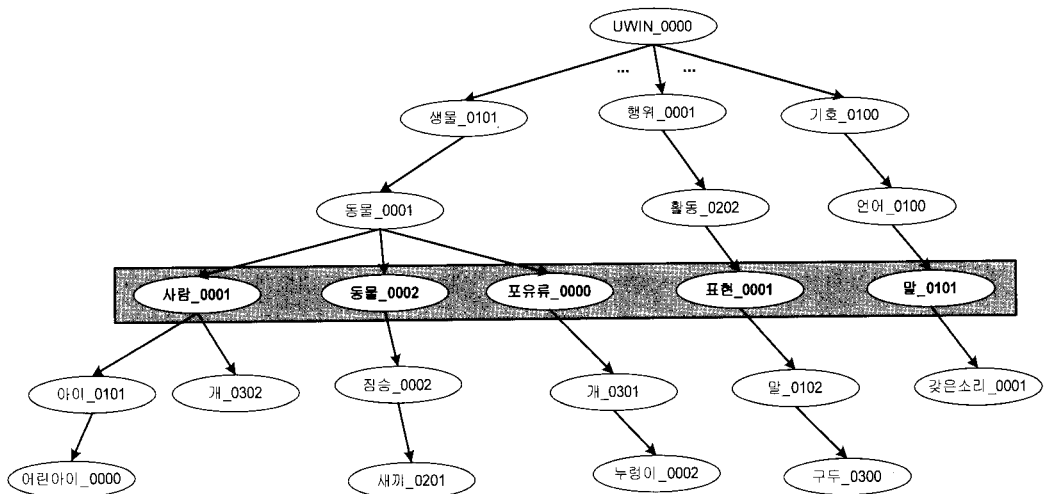 UWIN_0000
... ...
생물_0101 행위_0001 기호_0100
동물_0001 활동_0202 언어_0100
사람_0001 동물_0002 포유류_0000 표현_0001 말_0101
아이_0101 개_0302 짐승_0002 개_0301 말_0102 갖은소리_0001
어린아이_0000 새끼_0201 누렁이_0002 구두_0300